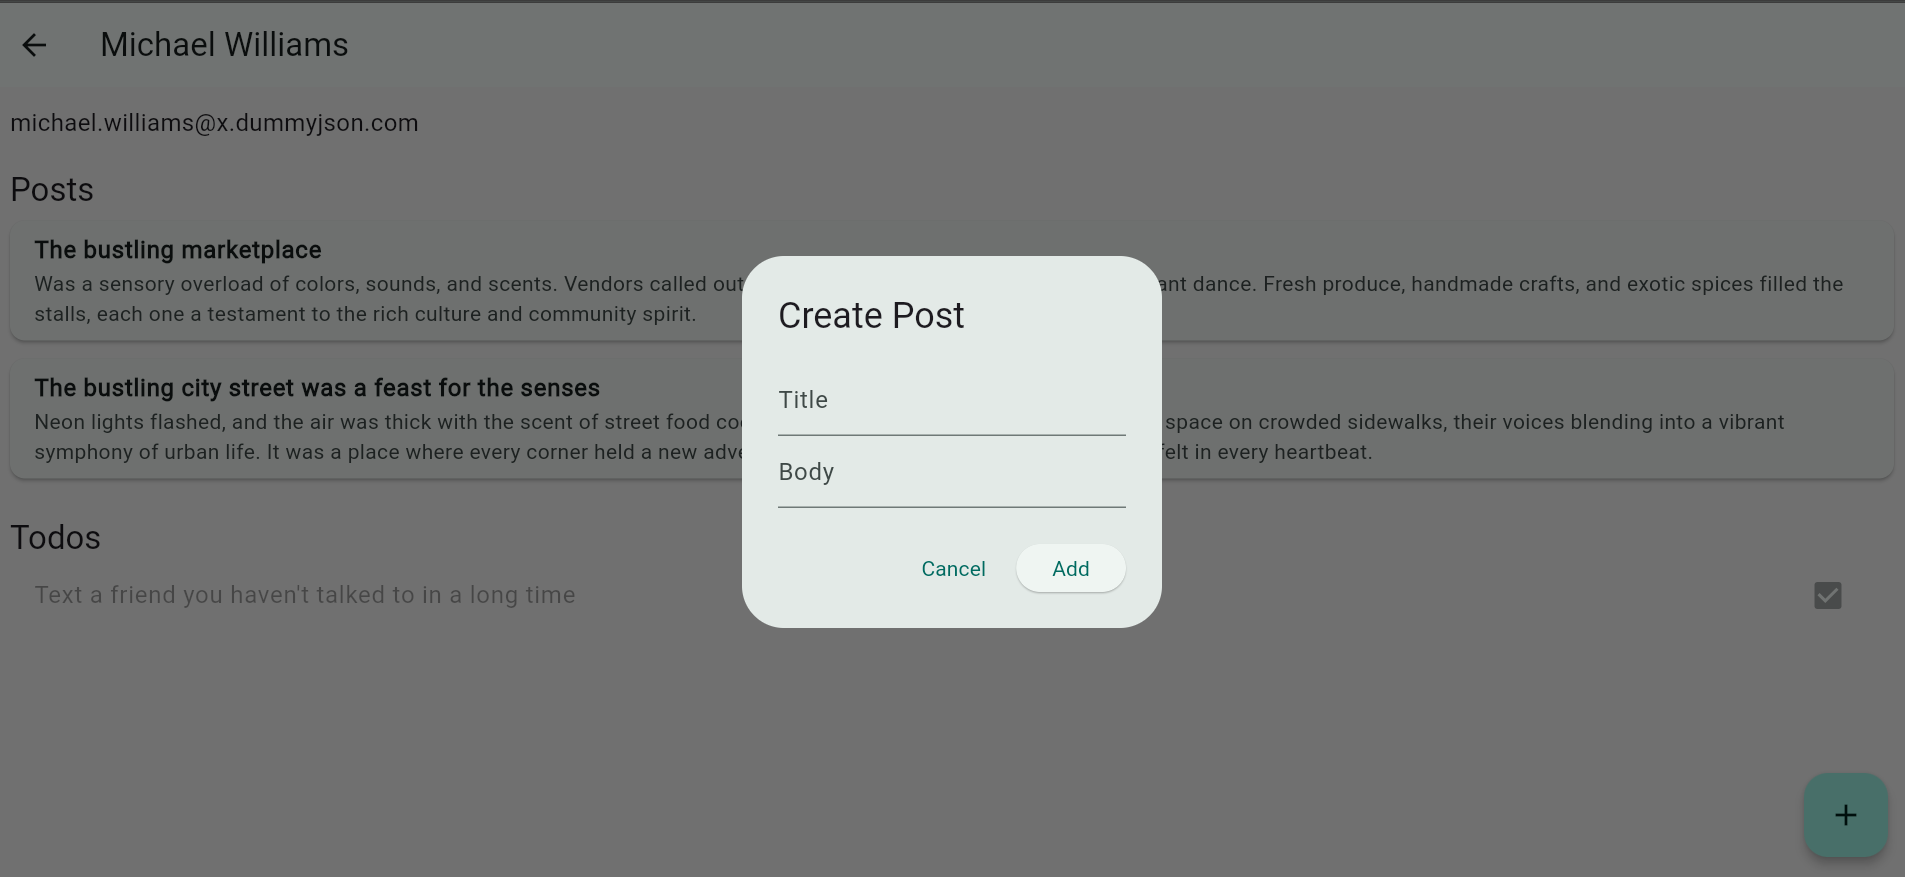 Michael Williams
michael.williams@x.dummyjson.com
Posts
The bustling marketplace
Was a sensory overload of colors, sounds, and scents. Vendors called out
ant dance. Fresh produce, handmade crafts, and exotic spices filled the
stalls, each one a testament to the rich culture and community spirit.
The bustling city street was a feast for the senses
Neon lights flashed, and the air was thick with the scent of street food
space on crowded sidewalks, their voices blending into a vibrant
symphony of urban life. It was a place where every corner held a new
felt in every heartbeat.
Create Post
Title
Body
Cancel
Add
Todos
Text a friend you haven't talked to in a long time